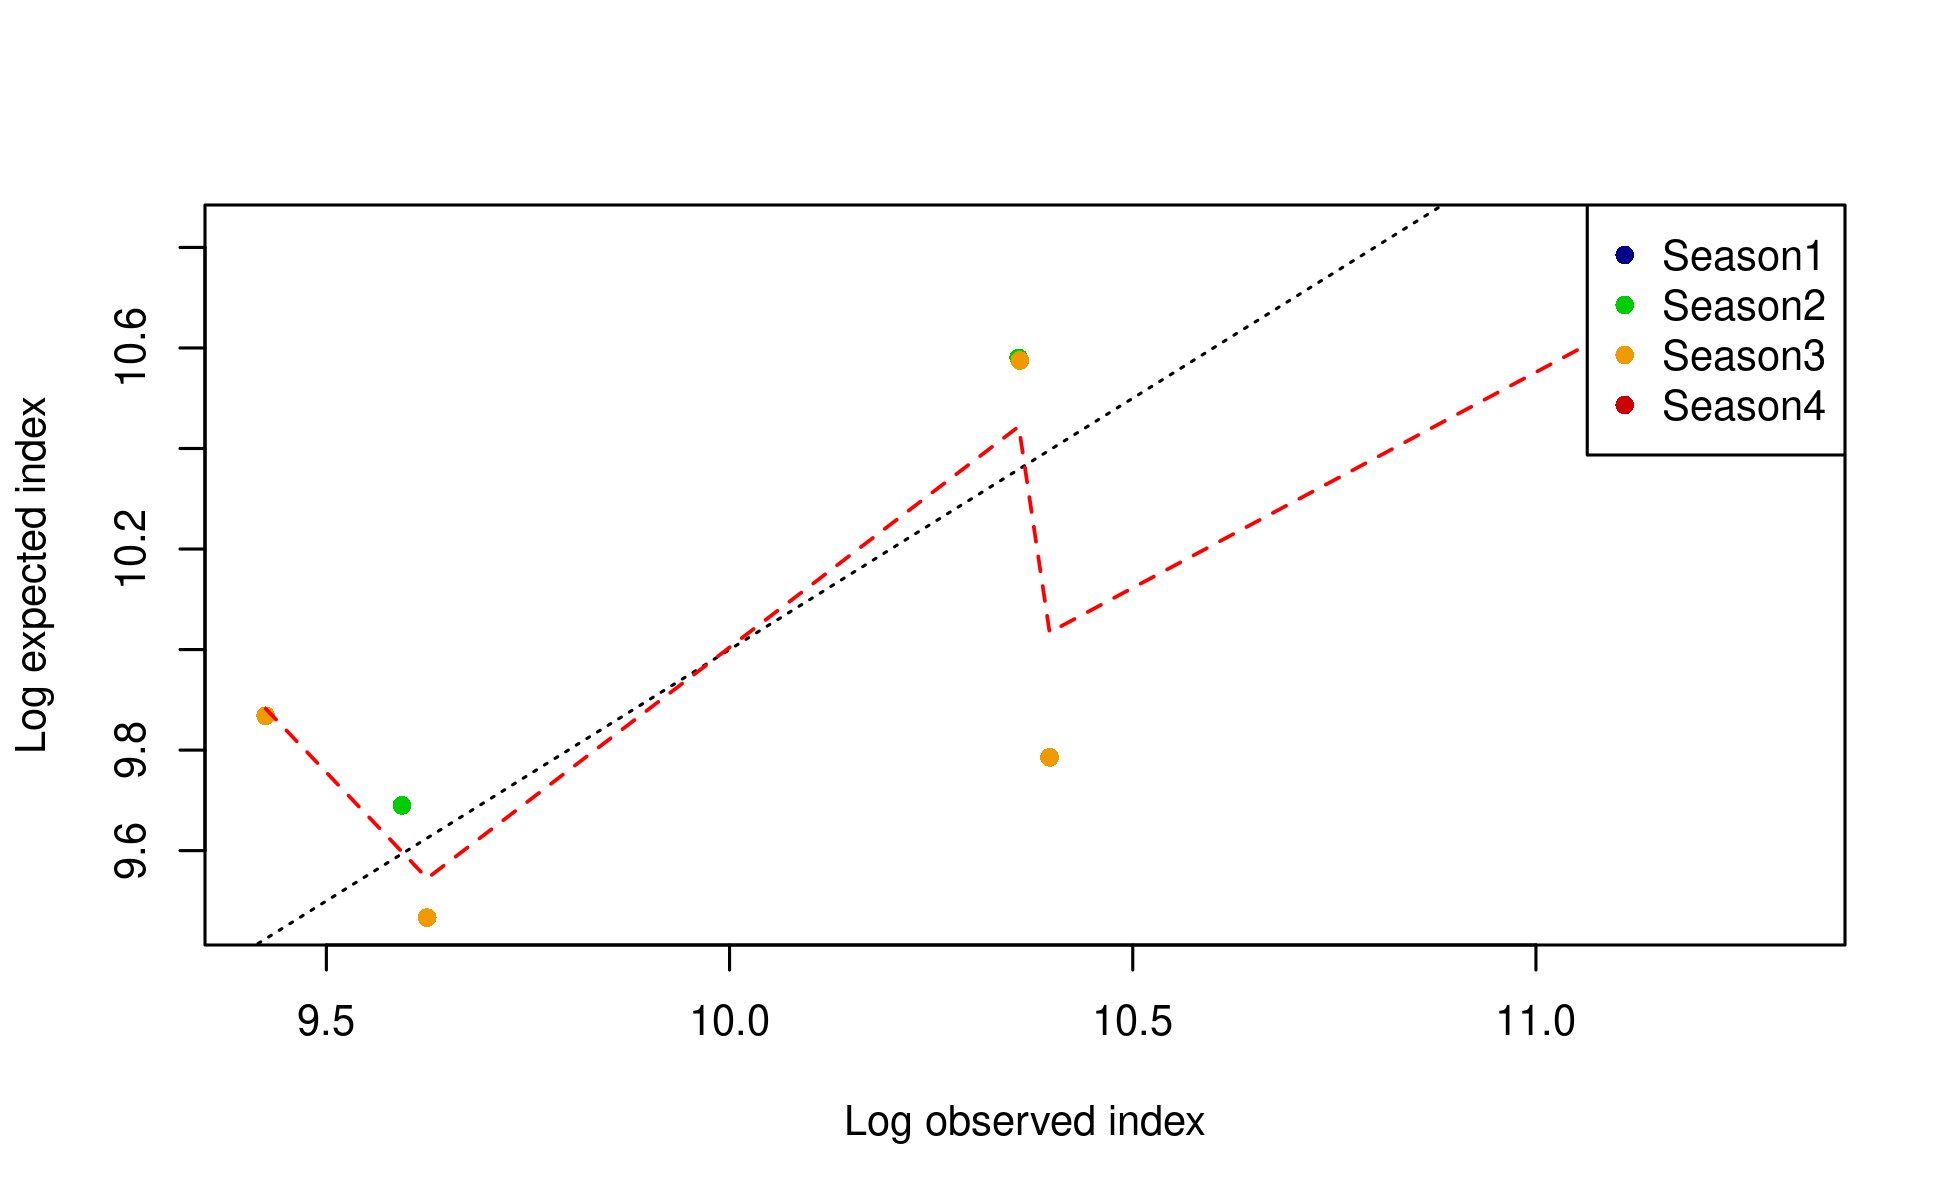 Season1
Season2
Season3
Season4
10.6
10.2
9.8
9.6
Log expected index
9.5 10.0 10.5 11.0
Log observed index